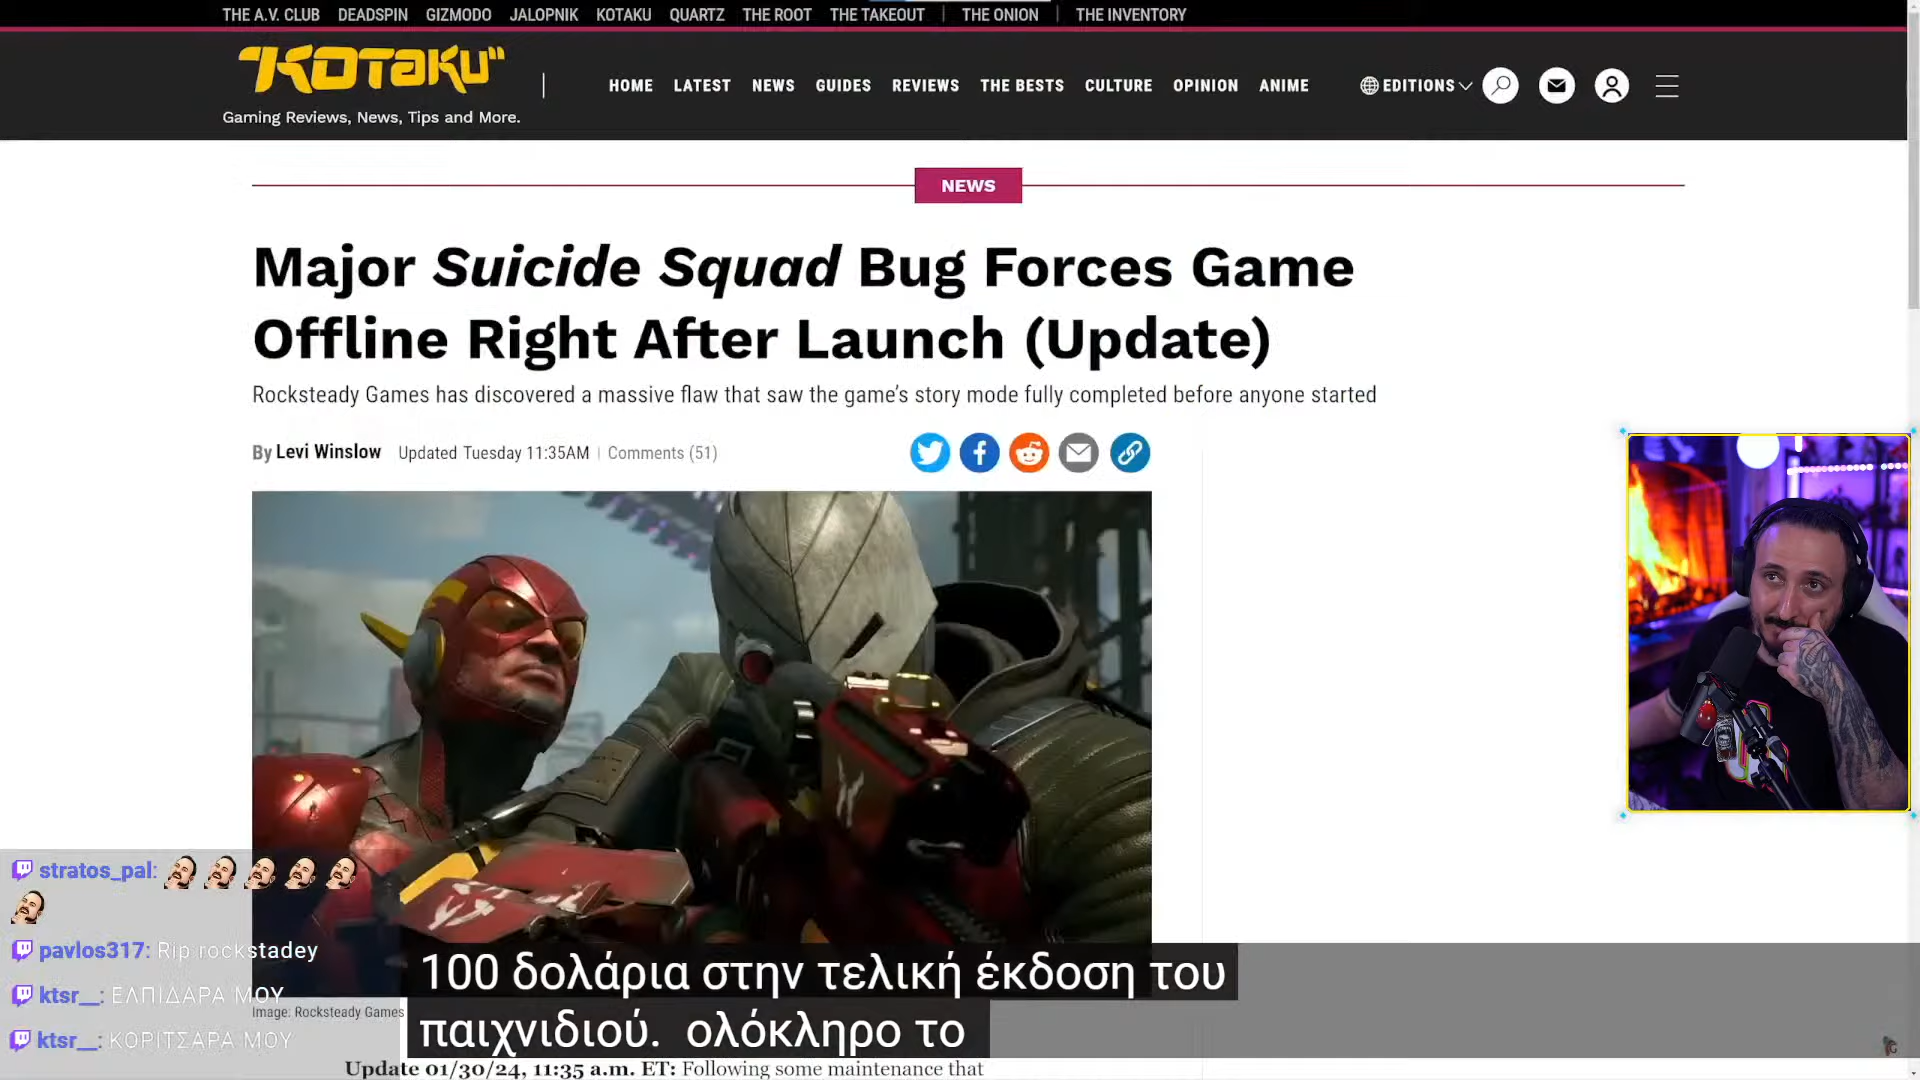 THE A.V. CLUB DEADSPIN GIZMODO JALOPNIK KOTAKU QUARTZ THE ROOT THE TAKEOUT | THE ONION | THE INVENTORY
"KOTaKU"
Gaming Reviews, News, Tips and More.
HOME LATEST NEWS GUIDES REVIEWS THE BESTS CULTURE OPINION ANIME EDITIONS
NEWS
Major Suicide Squad Bug Forces Game
Offline Right After Launch (Update)
Rocksteady Games has discovered a massive flaw that saw the game’s story mode fully completed before anyone started
By Levi Winslow Updated Tuesday 11:35AM | Comments (51)
stratos_pal:
pavlos317: Rip rockstadey
ktsr__: ΕΛΠΙΔΑΡΑ ΜΟΥ
ktsr__: ΚΟΡΙΤΣΑΡΑ ΜΟΥ
Image: Rocksteady Games
100 δολάρια στην τελική έκδοση του
παιχνιδιού. ολόκληρο το
Update 01/30/24, 11:35 a.m. ET: Following some maintenance that